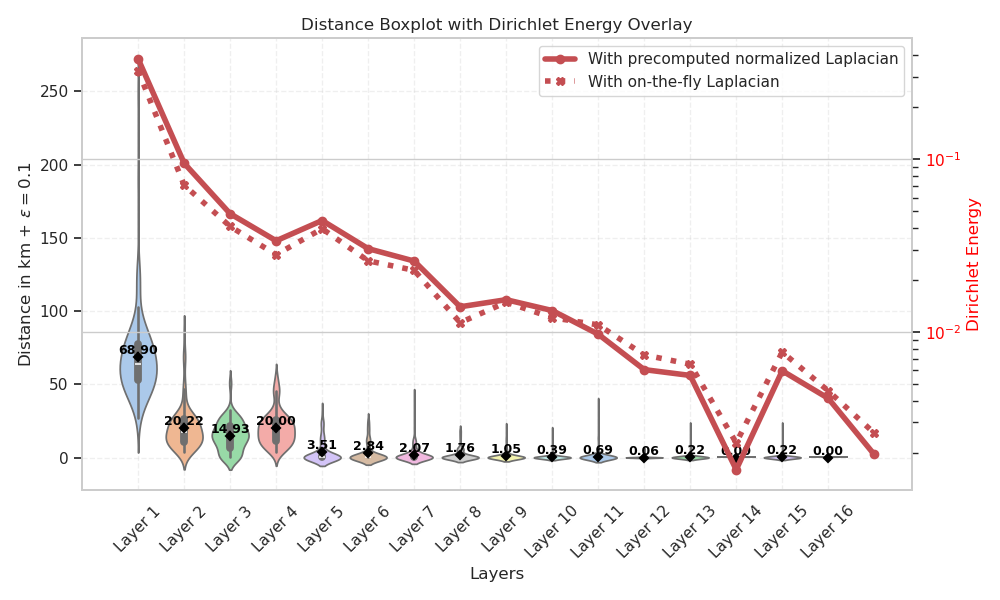 Distance Boxplot with Dirichlet Energy Overlay
With precomputed normalized Laplacian
With on-the-fly Laplacian
Distance in km + ε = 0.1
250
200
150
100
50
0
10⁻¹
10⁻²
Dirichlet Energy
68.90
20.22
14.93
20.00
3.51
2.84
2.07
1.76
1.05
0.39
0.69
0.06
0.22
0.00
0.22
0.00
Layer 1
Layer 2
Layer 3
Layer 4
Layer 5
Layer 6
Layer 7
Layer 8
Layer 9
Layer 10
Layer 11
Layer 12
Layer 13
Layer 14
Layer 15
Layer 16
Layers